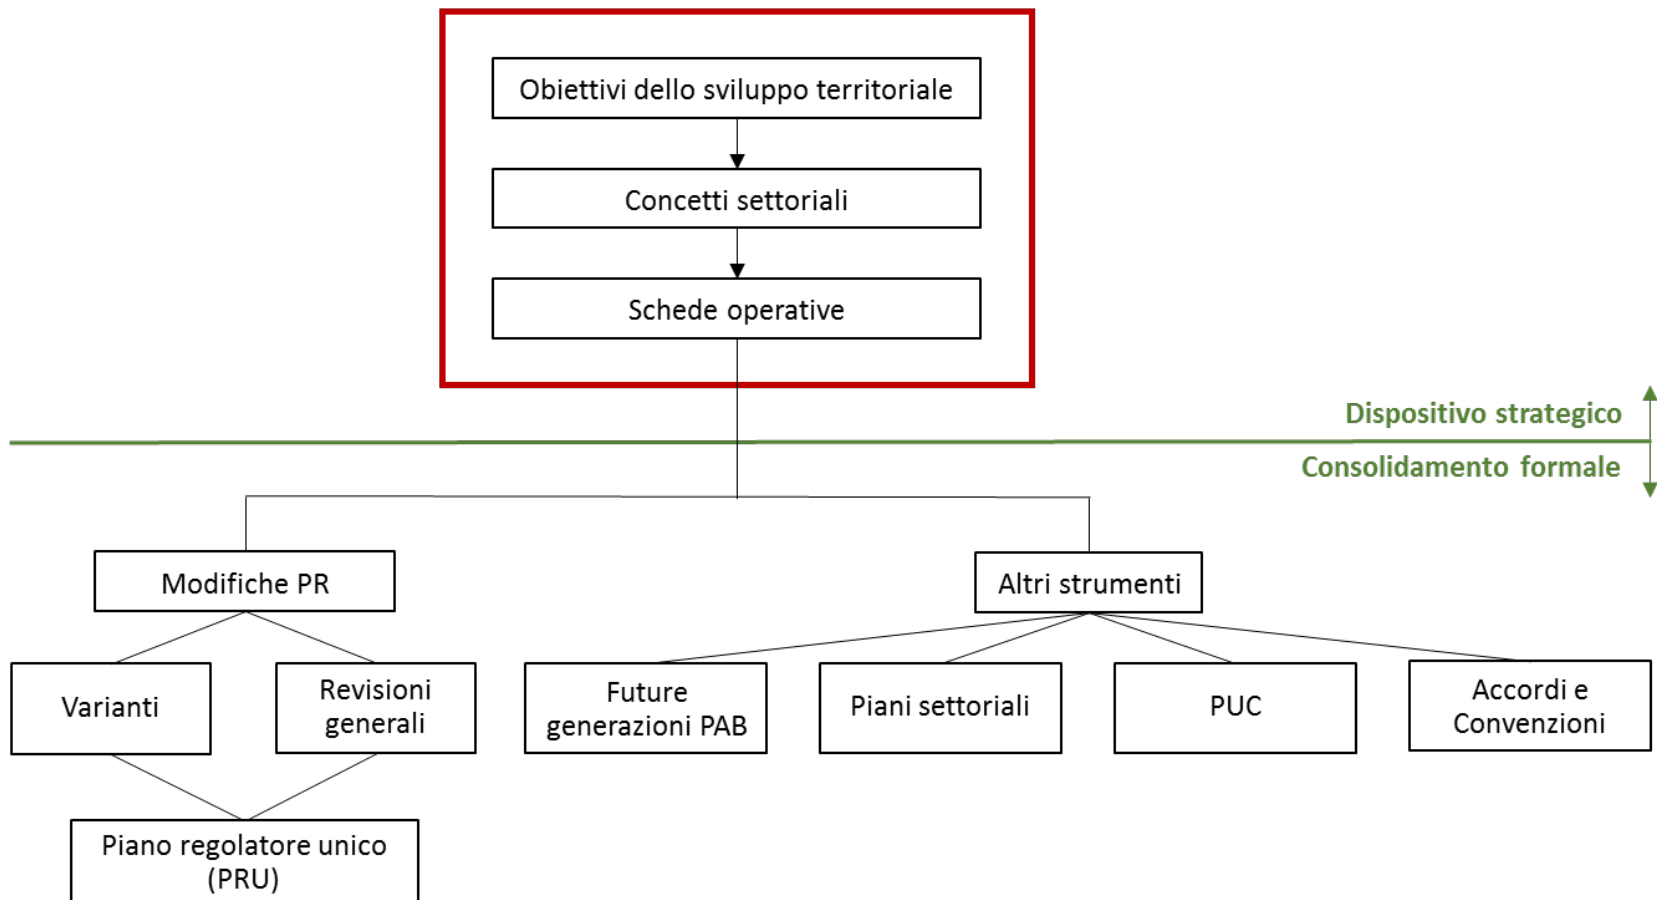 Obiettivi dello sviluppo territoriale
Concetti settoriali
Schede operative
Dispositivo strategico
Consolidamento formale
Modifiche PR
Altri strumenti
Varianti
Revisioni
generali
Future
generazioni PAB
Piani settoriali
PUC
Accordi e
Convenzioni
Piano regolatore unico
(PRU)